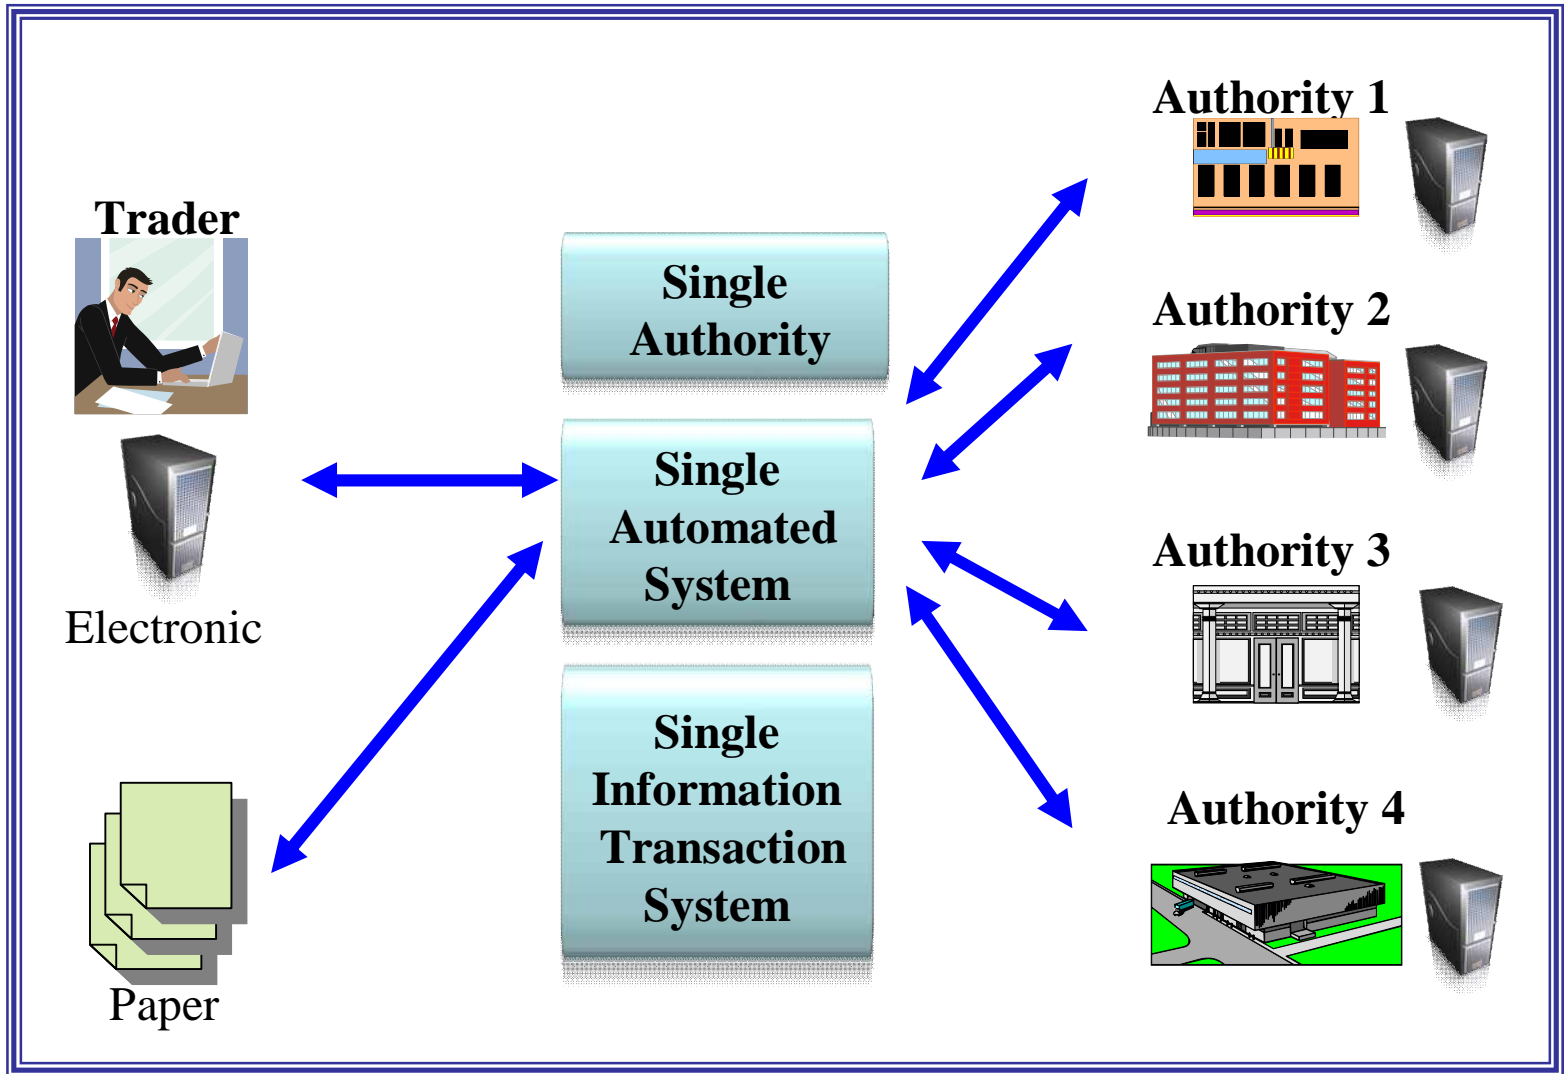 Trader
Electronic
Paper
Single
Authority
Single
Automated
System
Single
Information
Transaction
System
Authority 1
Authority 2
Authority 3
Authority 4